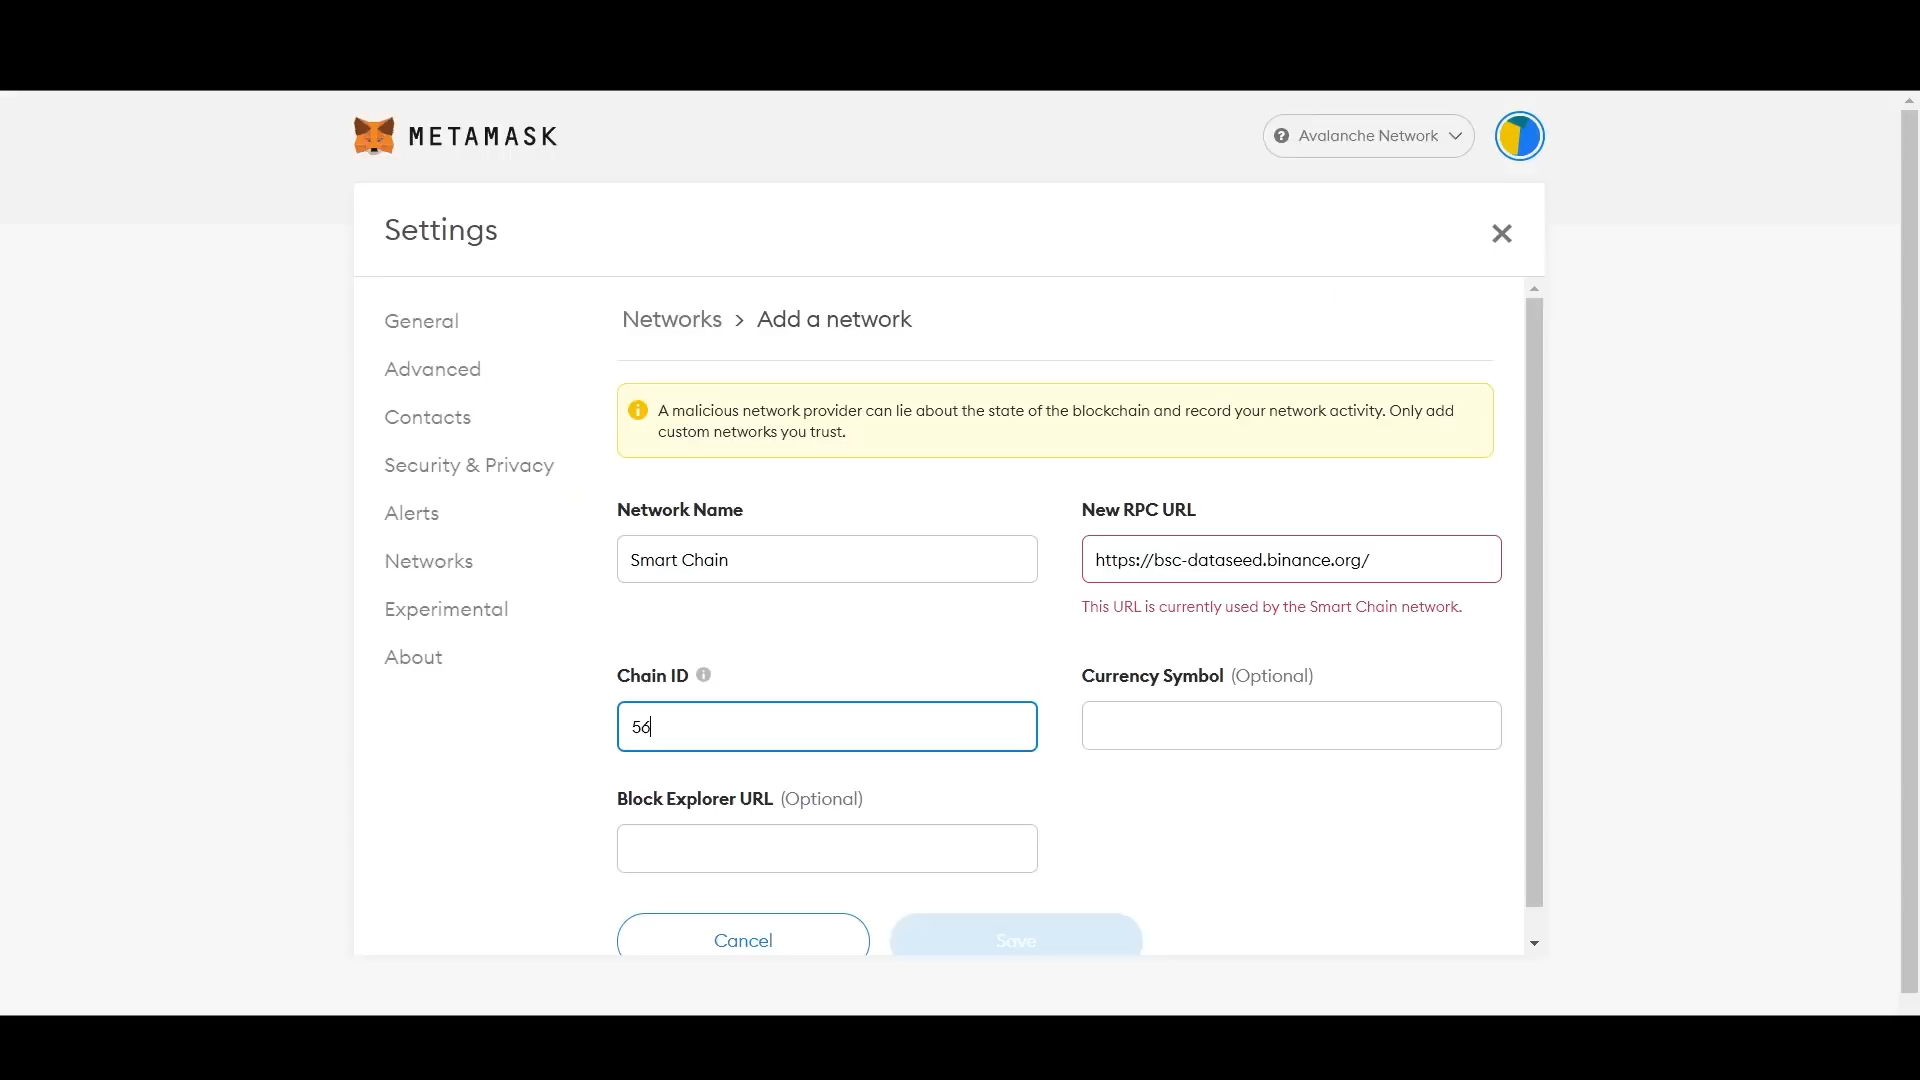 METAMASK
Avalanche Network
Settings
General
Advanced
Contacts
Security & Privacy
Alerts
Networks
Experimental
About
Networks > Add a network
A malicious network provider can lie about the state of the blockchain and record your network activity. Only add
custom networks you trust.
Network Name
Smart Chain
New RPC URL
https://bsc-dataseed.binance.org/
This URL is currently used by the Smart Chain network.
Chain ID
56
Currency Symbol (Optional)
Block Explorer URL (Optional)
Cancel
Save